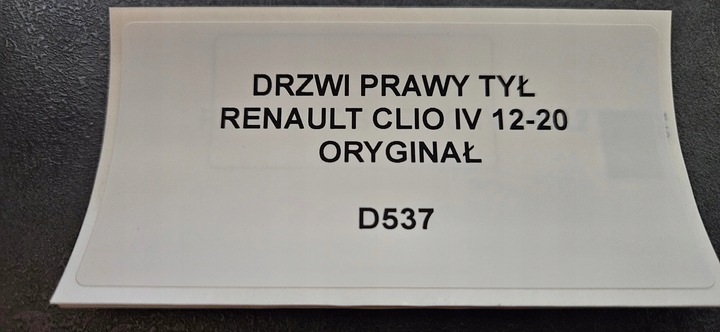 DRZWI PRAWY TYŁ
RENAULT CLIO IV 12-20
ORYGINAŁ
D537